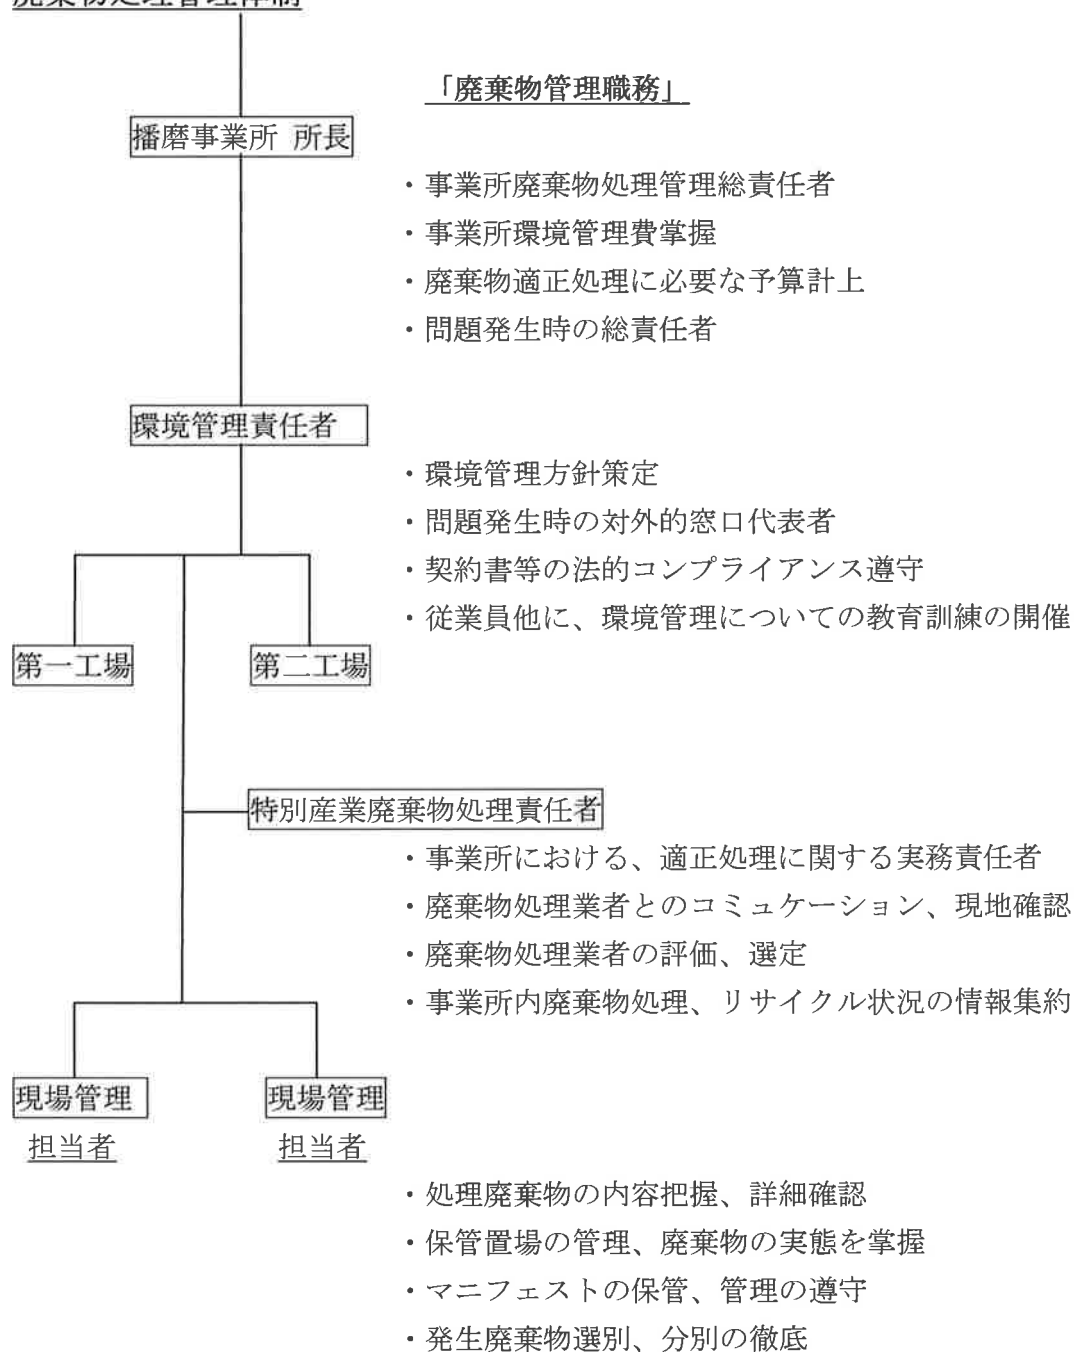 廃棄物処理管理体制
「廃棄物管理職務」
播磨事業所 所長
・事業所廃棄物処理管理総責任者
・事業所環境管理費掌握
・廃棄物適正処理に必要な予算計上
・問題発生時の総責任者
環境管理責任者
・環境管理方針策定
・問題発生時の対外的窓口代表者
・契約書等の法的コンプライアンス遵守
・従業員他に、環境管理についての教育訓練の開催
第一工場
第二工場
特別産業廃棄物処理責任者
・事業所における、適正処理に関する実務責任者
・廃棄物処理業者とのコミュケーション、現地確認
・廃棄物処理業者の評価、選定
・事業所内廃棄物処理、リサイクル状況の情報集約
現場管理
現場管理
担当者
担当者
・処理廃棄物の内容把握、詳細確認
・保管置場の管理、廃棄物の実態を掌握
・マニフェストの保管、管理の遵守
・発生廃棄物選別、分別の徹底